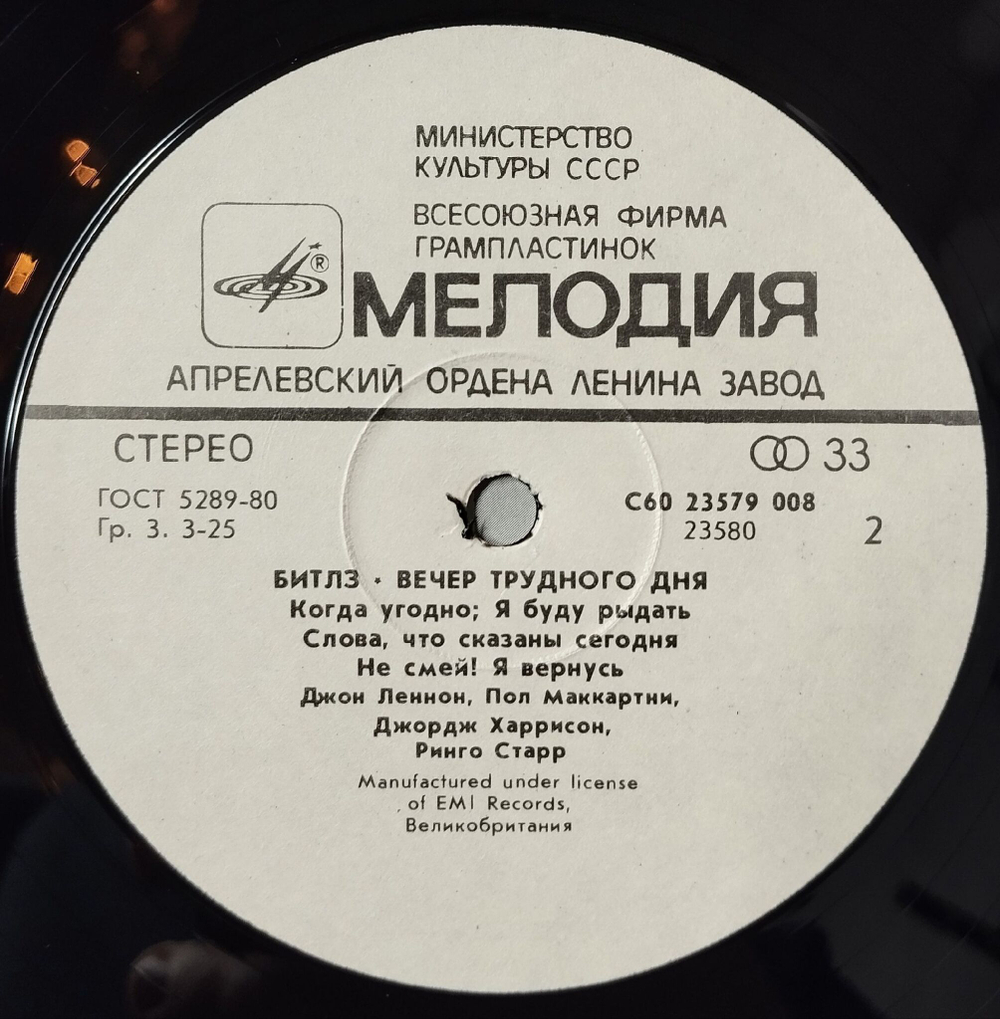 МИНИСТЕРСТВО
КУЛЬТУРЫ СССР
ВСЕСОЮЗНАЯ ФИРМА
ГРАМПЛАСТИНОК
®
МЕЛОДИЯ
АПРЕЛЕВСКИЙ ОРДЕНА ЛЕНИНА ЗАВОД
СТЕРЕО
33
ГОСТ 5289-80
С60 23579 008
Гр. 3. 3-25
23580
2
БИТЛЗ · ВЕЧЕР ТРУДНОГО ДНЯ
Когда угодно; Я буду рыдать
Слова, что сказаны сегодня
Не смей! Я вернусь
Джон Леннон, Пол Маккартни,
Джордж Харрисон,
Ринго Старр
Manufactured under license
of EMI Records,
Великобритания